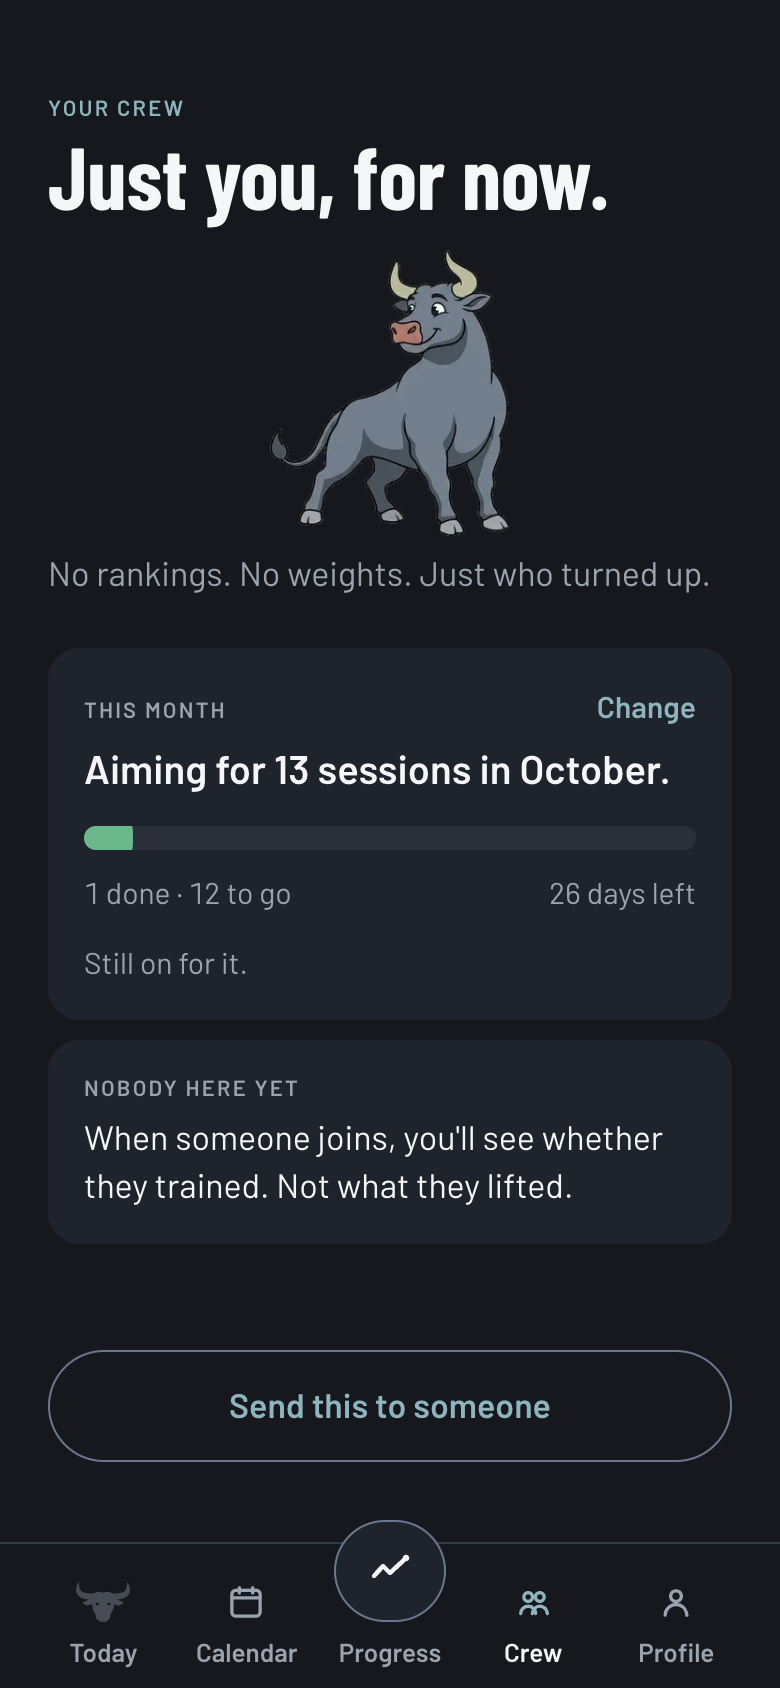 YOUR CREW
Just you, for now.
No rankings. No weights. Just who turned up.
THIS MONTH
Change
Aiming for 13 sessions in October.
1 done · 12 to go
26 days left
Still on for it.
NOBODY HERE YET
When someone joins, you'll see whether
they trained. Not what they lifted.
Send this to someone
Today
Calendar
Progress
Crew
Profile